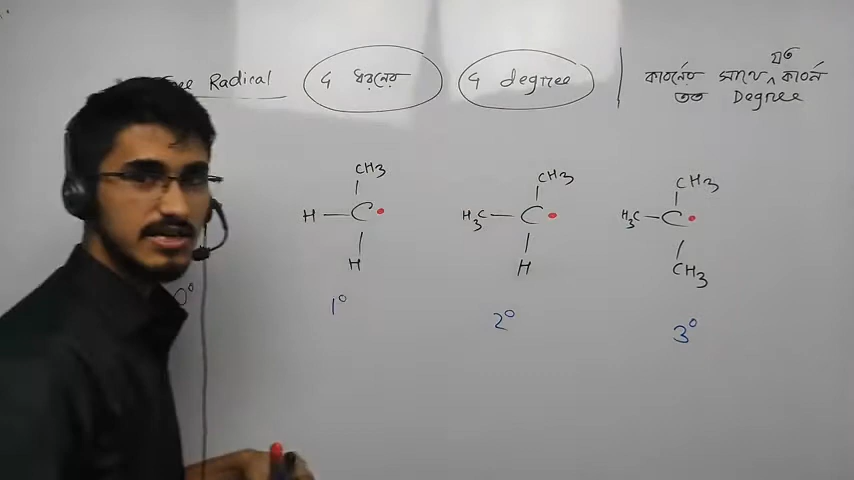 Free Radical
4 ধরনের
4 degree
যত
কার্বনের সাথে ^ কার্বন
তত Degree
CH3
H — C •
H
1°
CH3
H3C — C •
H
2°
CH3
H3C — C •
CH3
3°
0°